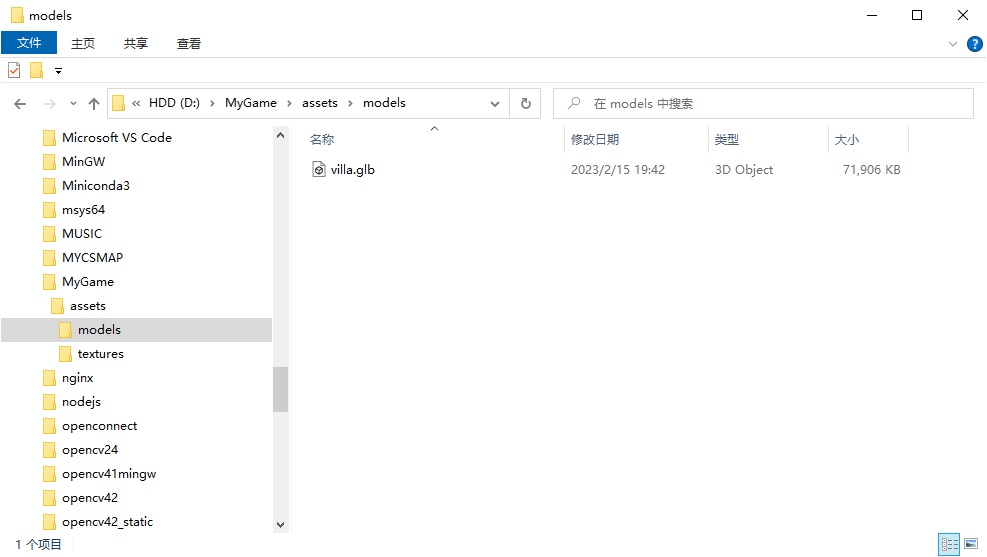 models
文件 主页 共享 查看 ?
« HDD (D:) › MyGame › assets › models 在 models 中搜索
名称 修改日期 类型 大小
villa.glb 2023/2/15 19:42 3D Object 71,906 KB
Microsoft VS Code
MinGW
Miniconda3
msys64
MUSIC
MYCSMAP
MyGame
assets
models
textures
nginx
nodejs
openconnect
opencv24
opencv41mingw
opencv42
opencv42_static
1 个项目